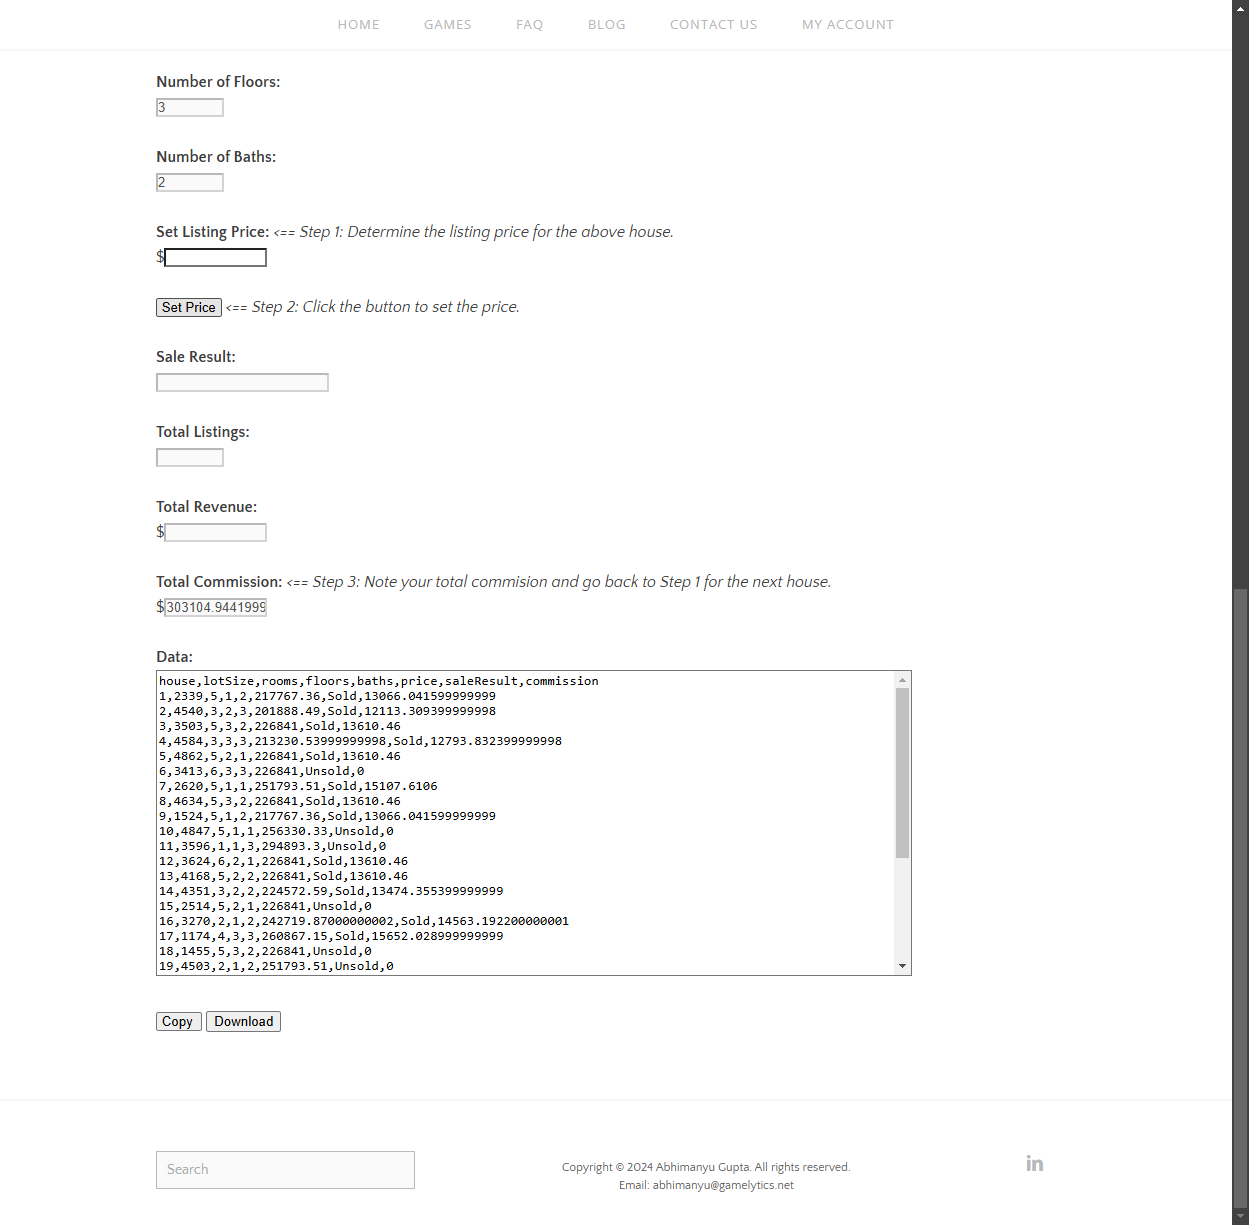 HOME GAMES FAQ BLOG CONTACT US MY ACCOUNT
Number of Floors:
3
Number of Baths:
2
Set Listing Price: <== Step 1: Determine the listing price for the above house.
$
Set Price <== Step 2: Click the button to set the price.
Sale Result:
Total Listings:
Total Revenue:
$
Total Commission: <== Step 3: Note your total commision and go back to Step 1 for the next house.
$303104.9441999
Data:
house,lotSize,rooms,floors,baths,price,saleResult,commission
1,2339,5,1,2,217767.36,Sold,13066.041599999999
2,4540,3,2,3,201888.49,Sold,12113.309399999998
3,3503,5,3,2,226841,Sold,13610.46
4,4584,3,3,3,213230.53999999998,Sold,12793.832399999998
5,4862,5,2,1,226841,Sold,13610.46
6,3413,6,3,3,226841,Unsold,0
7,2620,5,1,1,251793.51,Sold,15107.6106
8,4634,5,3,2,226841,Sold,13610.46
9,1524,5,1,2,217767.36,Sold,13066.041599999999
10,4847,5,1,1,256330.33,Unsold,0
11,3596,1,1,3,294893.3,Unsold,0
12,3624,6,2,1,226841,Sold,13610.46
13,4168,5,2,2,226841,Sold,13610.46
14,4351,3,2,2,224572.59,Sold,13474.355399999999
15,2514,5,2,1,226841,Unsold,0
16,3270,2,1,2,242719.87000000002,Sold,14563.192200000001
17,1174,4,3,3,260867.15,Sold,15652.028999999999
18,1455,5,3,2,226841,Unsold,0
19,4503,2,1,2,251793.51,Unsold,0
Copy Download
Search
Copyright © 2024 Abhimanyu Gupta. All rights reserved.
Email: abhimanyu@gamelytics.net
in